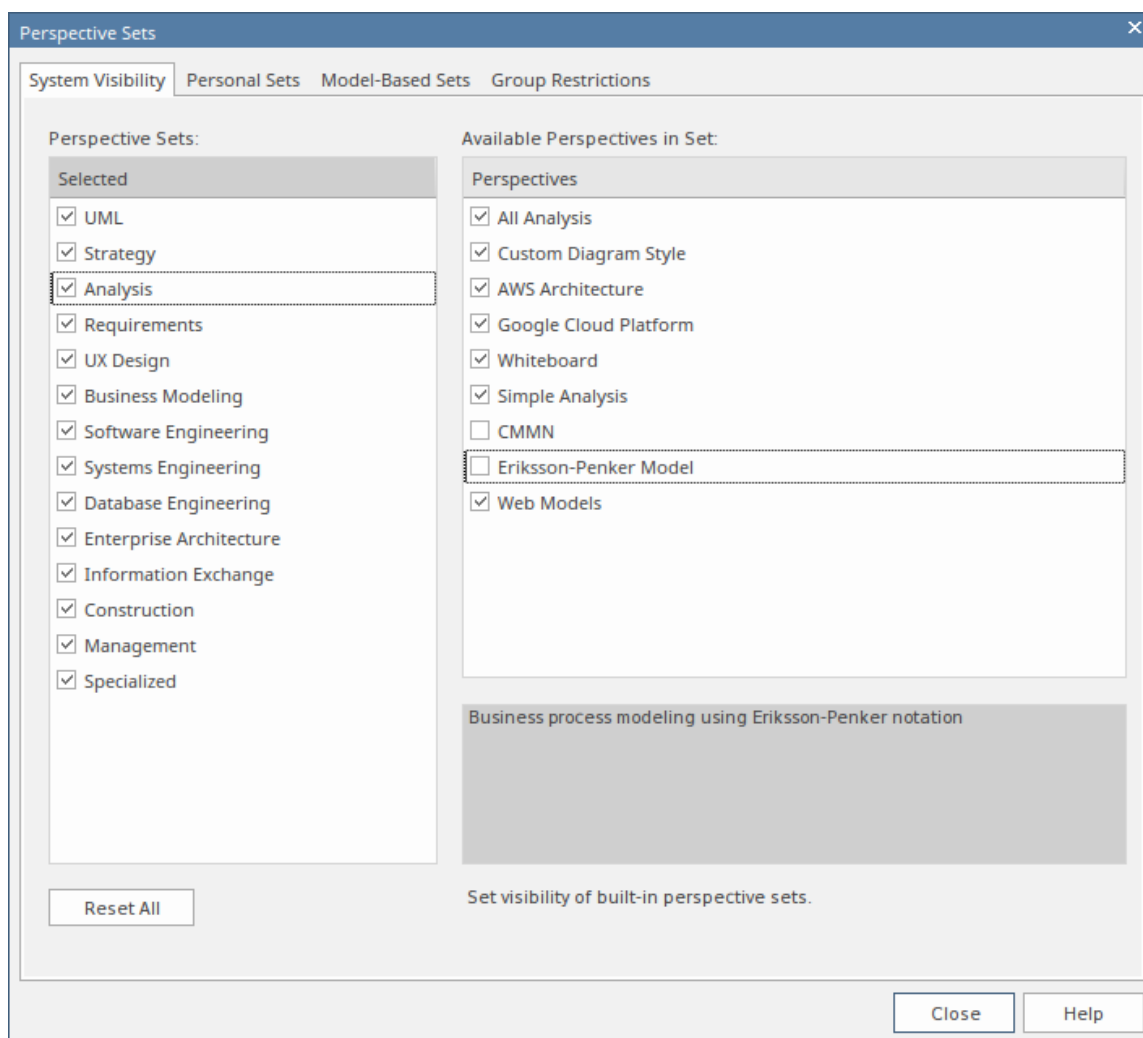 Perspective Sets
System Visibility Personal Sets Model-Based Sets Group Restrictions
Perspective Sets:
Selected
UML
Strategy
Analysis
Requirements
UX Design
Business Modeling
Software Engineering
Systems Engineering
Database Engineering
Enterprise Architecture
Information Exchange
Construction
Management
Specialized
Reset All
Available Perspectives in Set:
Perspectives
All Analysis
Custom Diagram Style
AWS Architecture
Google Cloud Platform
Whiteboard
Simple Analysis
CMMN
Eriksson-Penker Model
Web Models
Business process modeling using Eriksson-Penker notation
Set visibility of built-in perspective sets.
Close Help